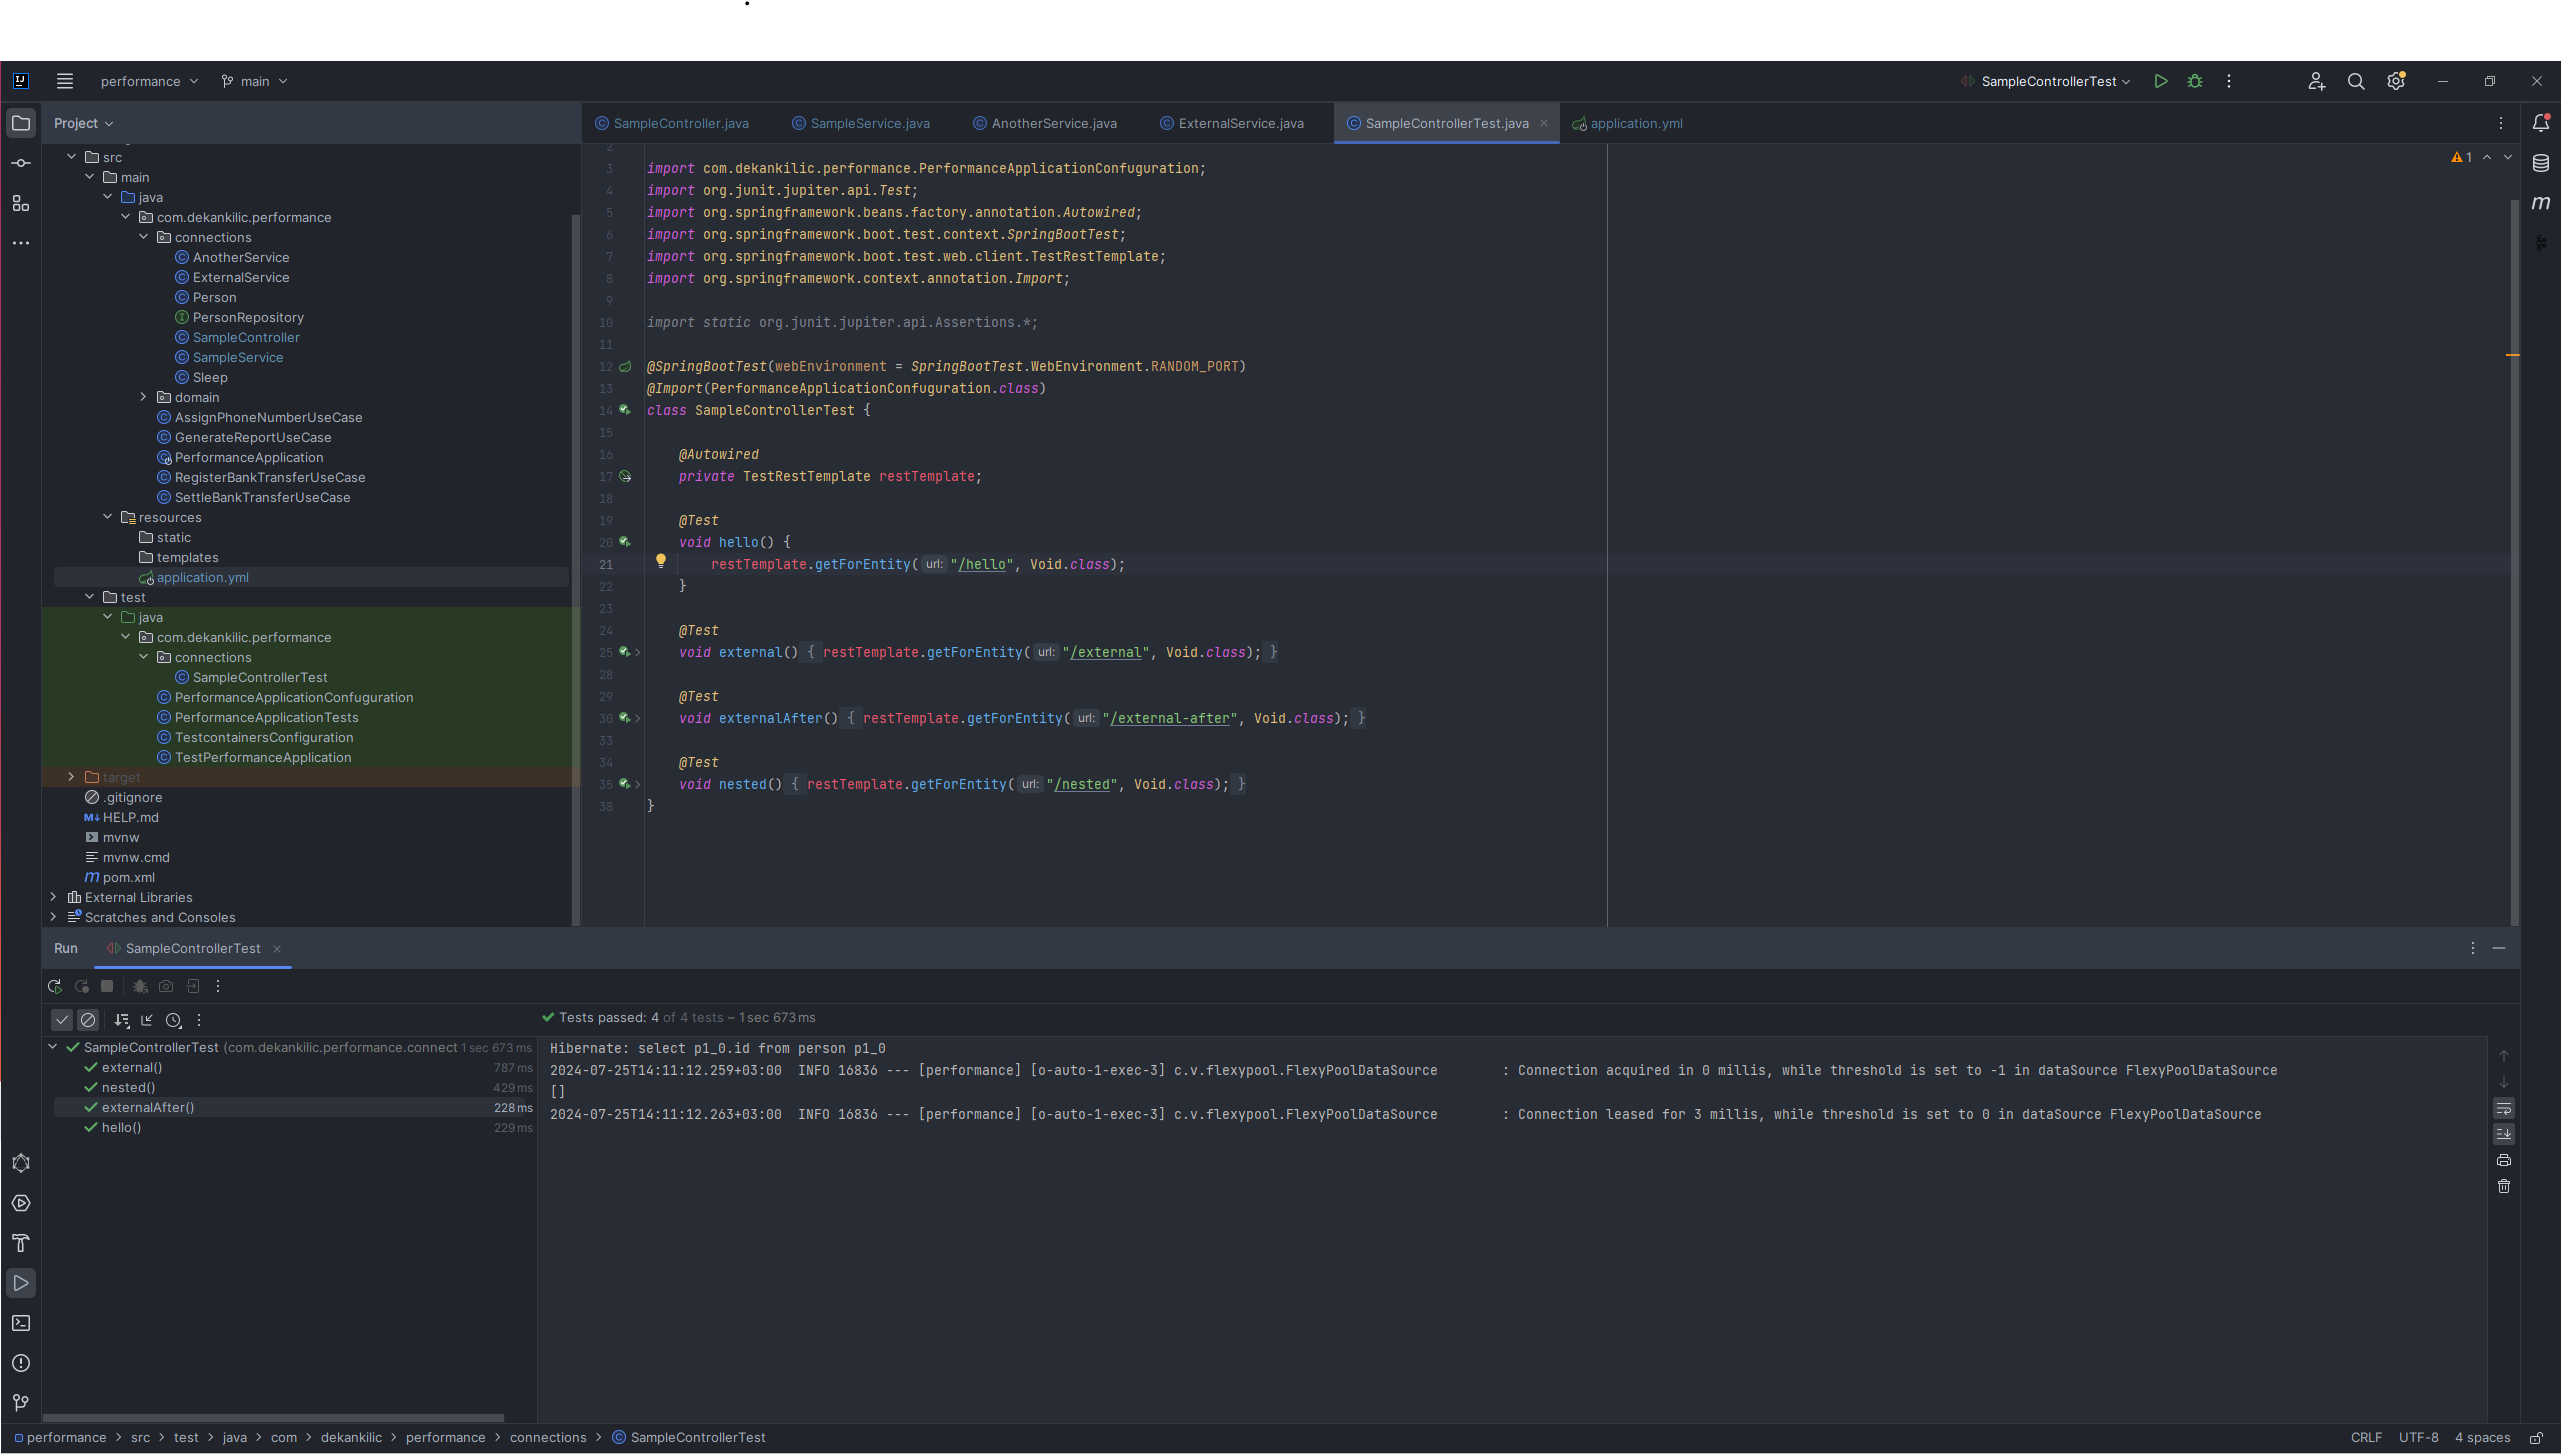 performance
main
SampleControllerTest
Project
SampleController.java
SampleService.java
AnotherService.java
ExternalService.java
SampleControllerTest.java
application.yml
src
main
java
com.dekankilic.performance
connections
AnotherService
ExternalService
Person
PersonRepository
SampleController
SampleService
Sleep
domain
AssignPhoneNumberUseCase
GenerateReportUseCase
PerformanceApplication
RegisterBankTransferUseCase
SettleBankTransferUseCase
resources
static
templates
application.yml
test
java
com.dekankilic.performance
connections
SampleControllerTest
PerformanceApplicationConfuguration
PerformanceApplicationTests
TestcontainersConfiguration
TestPerformanceApplication
target
.gitignore
HELP.md
mvnw
mvnw.cmd
pom.xml
External Libraries
Scratches and Consoles
1
2
3 import com.dekankilic.performance.PerformanceApplicationConfuguration;
4 import org.junit.jupiter.api.Test;
5 import org.springframework.beans.factory.annotation.Autowired;
6 import org.springframework.boot.test.context.SpringBootTest;
7 import org.springframework.boot.test.web.client.TestRestTemplate;
8 import org.springframework.context.annotation.Import;
9
10 import static org.junit.jupiter.api.Assertions.*;
11
12 @SpringBootTest(webEnvironment = SpringBootTest.WebEnvironment.RANDOM_PORT)
13 @Import(PerformanceApplicationConfuguration.class)
14 class SampleControllerTest {
15
16 @Autowired
17 private TestRestTemplate restTemplate;
18
19 @Test
20 void hello() {
21 restTemplate.getForEntity( url: "/hello", Void.class);
22 }
23
24 @Test
25 void external() { restTemplate.getForEntity( url: "/external", Void.class); }
28
29 @Test
30 void externalAfter() { restTemplate.getForEntity( url: "/external-after", Void.class); }
33
34 @Test
35 void nested() { restTemplate.getForEntity( url: "/nested", Void.class); }
38 }
Run
SampleControllerTest
Tests passed: 4 of 4 tests – 1 sec 673 ms
SampleControllerTest (com.dekankilic.performance.connect 1 sec 673 ms
external() 787 ms
nested() 429 ms
externalAfter() 228 ms
hello() 229 ms
Hibernate: select p1_0.id from person p1_0
2024-07-25T14:11:12.259+03:00  INFO 16836 --- [performance] [o-auto-1-exec-3] c.v.flexypool.FlexyPoolDataSource        : Connection acquired in 0 millis, while threshold is set to -1 in dataSource FlexyPoolDataSource
[]
2024-07-25T14:11:12.263+03:00  INFO 16836 --- [performance] [o-auto-1-exec-3] c.v.flexypool.FlexyPoolDataSource        : Connection leased for 3 millis, while threshold is set to 0 in dataSource FlexyPoolDataSource
performance > src > test > java > com > dekankilic > performance > connections > SampleControllerTest
CRLF UTF-8 4 spaces